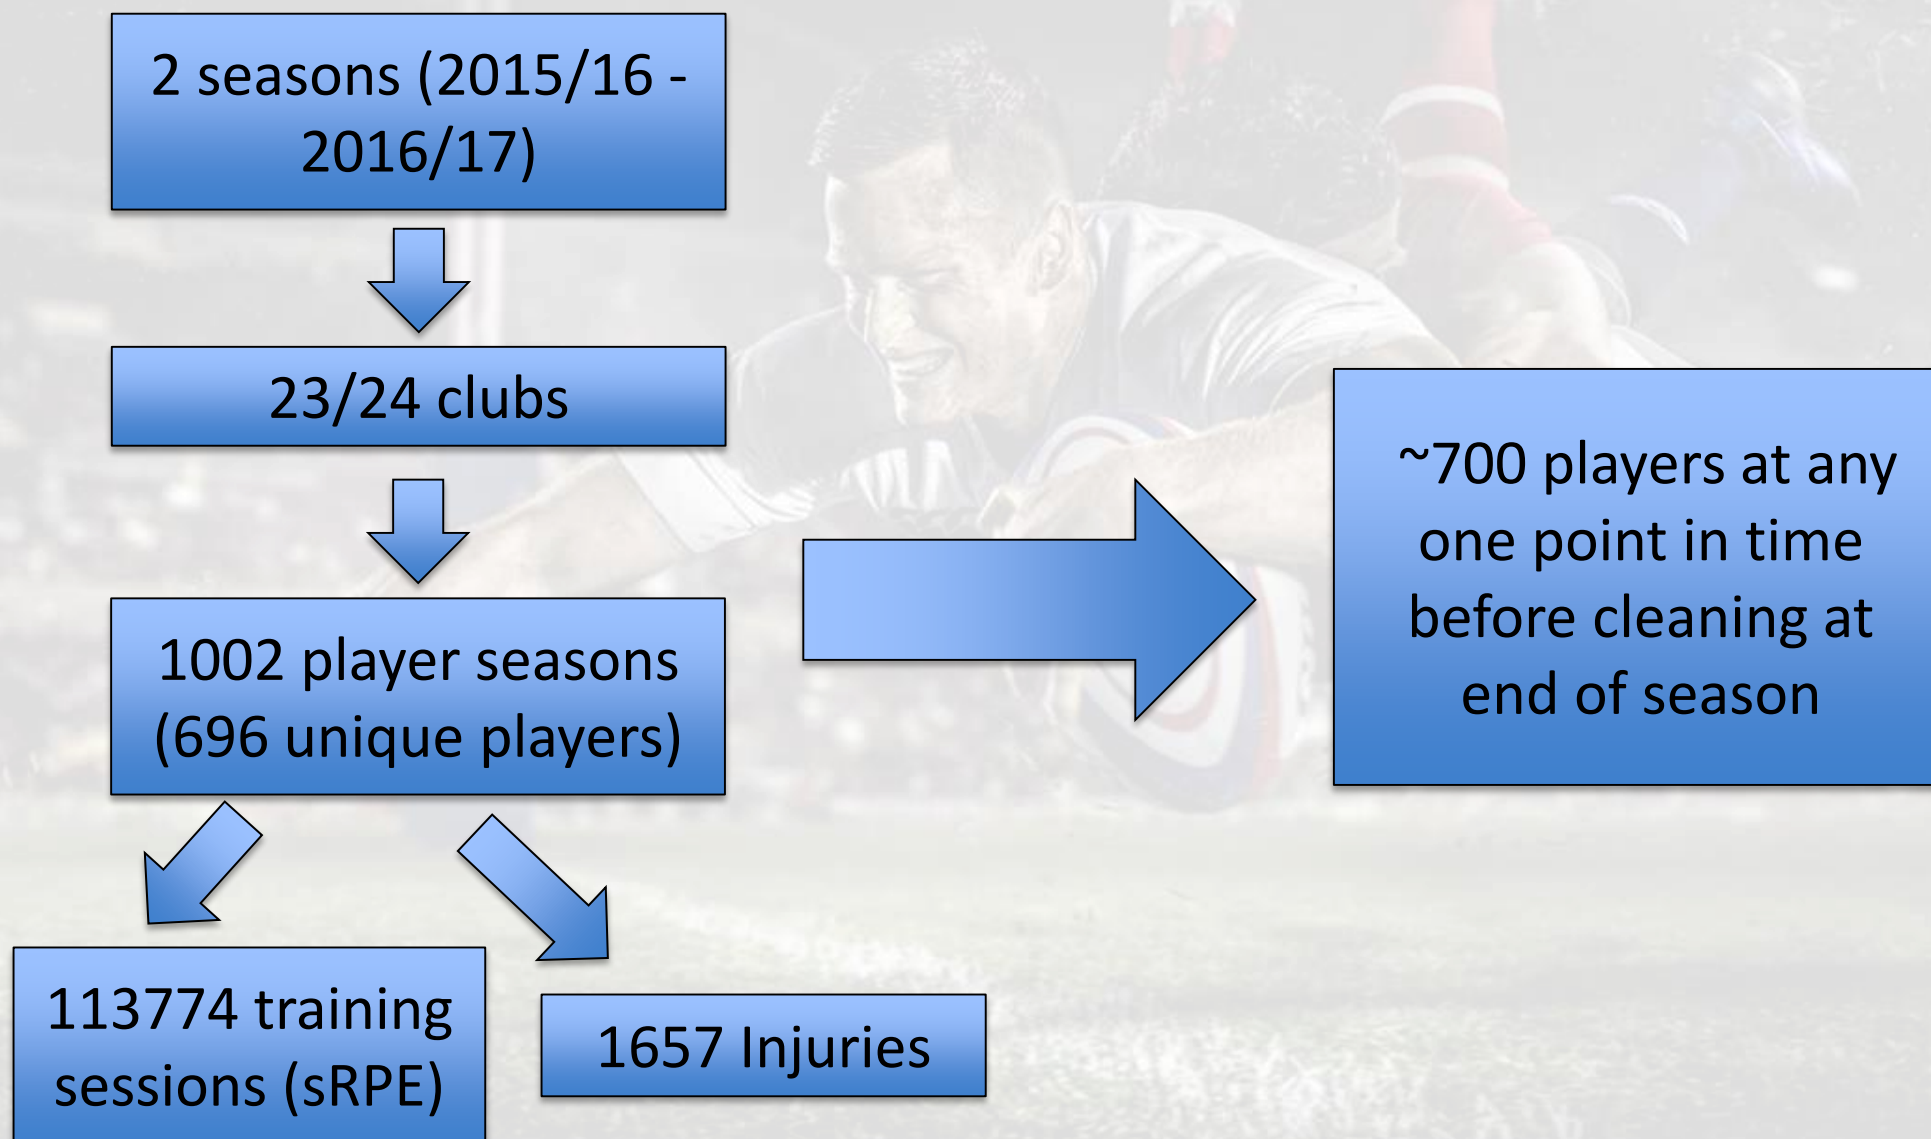 2 seasons (2015/16 -
2016/17)
23/24 clubs
1002 player seasons
(696 unique players)
~700 players at any
one point in time
before cleaning at
end of season
113774 training
sessions (sRPE)
1657 Injuries